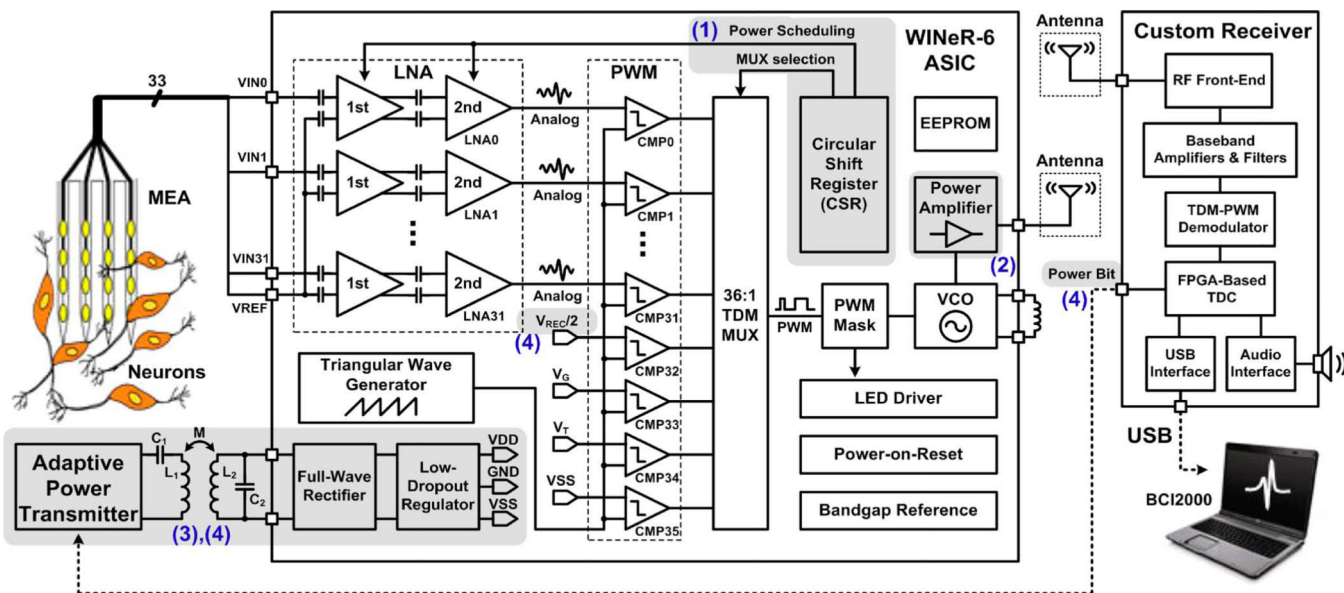 33
VIN0
VIN1
VIN31
VREF
MEA
Neurons
LNA
1st
2nd
LNA0
1st
2nd
LNA1
1st
2nd
LNA31
Analog
Analog
Analog
(1)
Power Scheduling
MUX selection
PWM
CMP0
CMP1
CMP31
CMP32
CMP33
CMP34
CMP35
VREC/2
(4)
VG
VT
VSS
Triangular Wave
Generator
36:1
TDM
MUX
Circular
Shift
Register
(CSR)
WINeR-6
ASIC
EEPROM
Power
Amplifier
(2)
PWM
PWM
Mask
VCO
LED Driver
Power-on-Reset
Bandgap Reference
Adaptive
Power
Transmitter
C1
M
L1
L2
C2
(3),(4)
Full-Wave
Rectifier
Low-
Dropout
Regulator
VDD
GND
VSS
Antenna
Antenna
Power Bit
(4)
Custom Receiver
RF Front-End
Baseband
Amplifiers & Filters
TDM-PWM
Demodulator
FPGA-Based
TDC
USB
Interface
Audio
Interface
USB
BCI2000